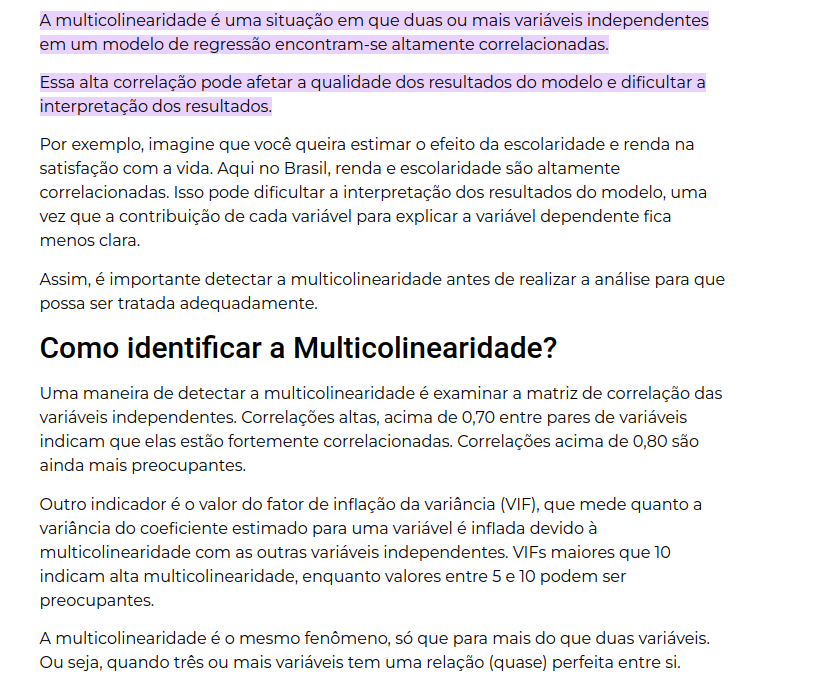 A multicolinearidade é uma situação em que duas ou mais variáveis independentes
em um modelo de regressão encontram-se altamente correlacionadas.
Essa alta correlação pode afetar a qualidade dos resultados do modelo e dificultar a
interpretação dos resultados.
Por exemplo, imagine que você queira estimar o efeito da escolaridade e renda na
satisfação com a vida. Aqui no Brasil, renda e escolaridade são altamente
correlacionadas. Isso pode dificultar a interpretação dos resultados do modelo, uma
vez que a contribuição de cada variável para explicar a variável dependente fica
menos clara.
Assim, é importante detectar a multicolinearidade antes de realizar a análise para que
possa ser tratada adequadamente.
Como identificar a Multicolinearidade?
Uma maneira de detectar a multicolinearidade é examinar a matriz de correlação das
variáveis independentes. Correlações altas, acima de 0,70 entre pares de variáveis
indicam que elas estão fortemente correlacionadas. Correlações acima de 0,80 são
ainda mais preocupantes.
Outro indicador é o valor do fator de inflação da variância (VIF), que mede quanto a
variância do coeficiente estimado para uma variável é inflada devido à
multicolinearidade com as outras variáveis independentes. VIFs maiores que 10
indicam alta multicolinearidade, enquanto valores entre 5 e 10 podem ser
preocupantes.
A multicolinearidade é o mesmo fenômeno, só que para mais do que duas variáveis.
Ou seja, quando três ou mais variáveis tem uma relação (quase) perfeita entre si.